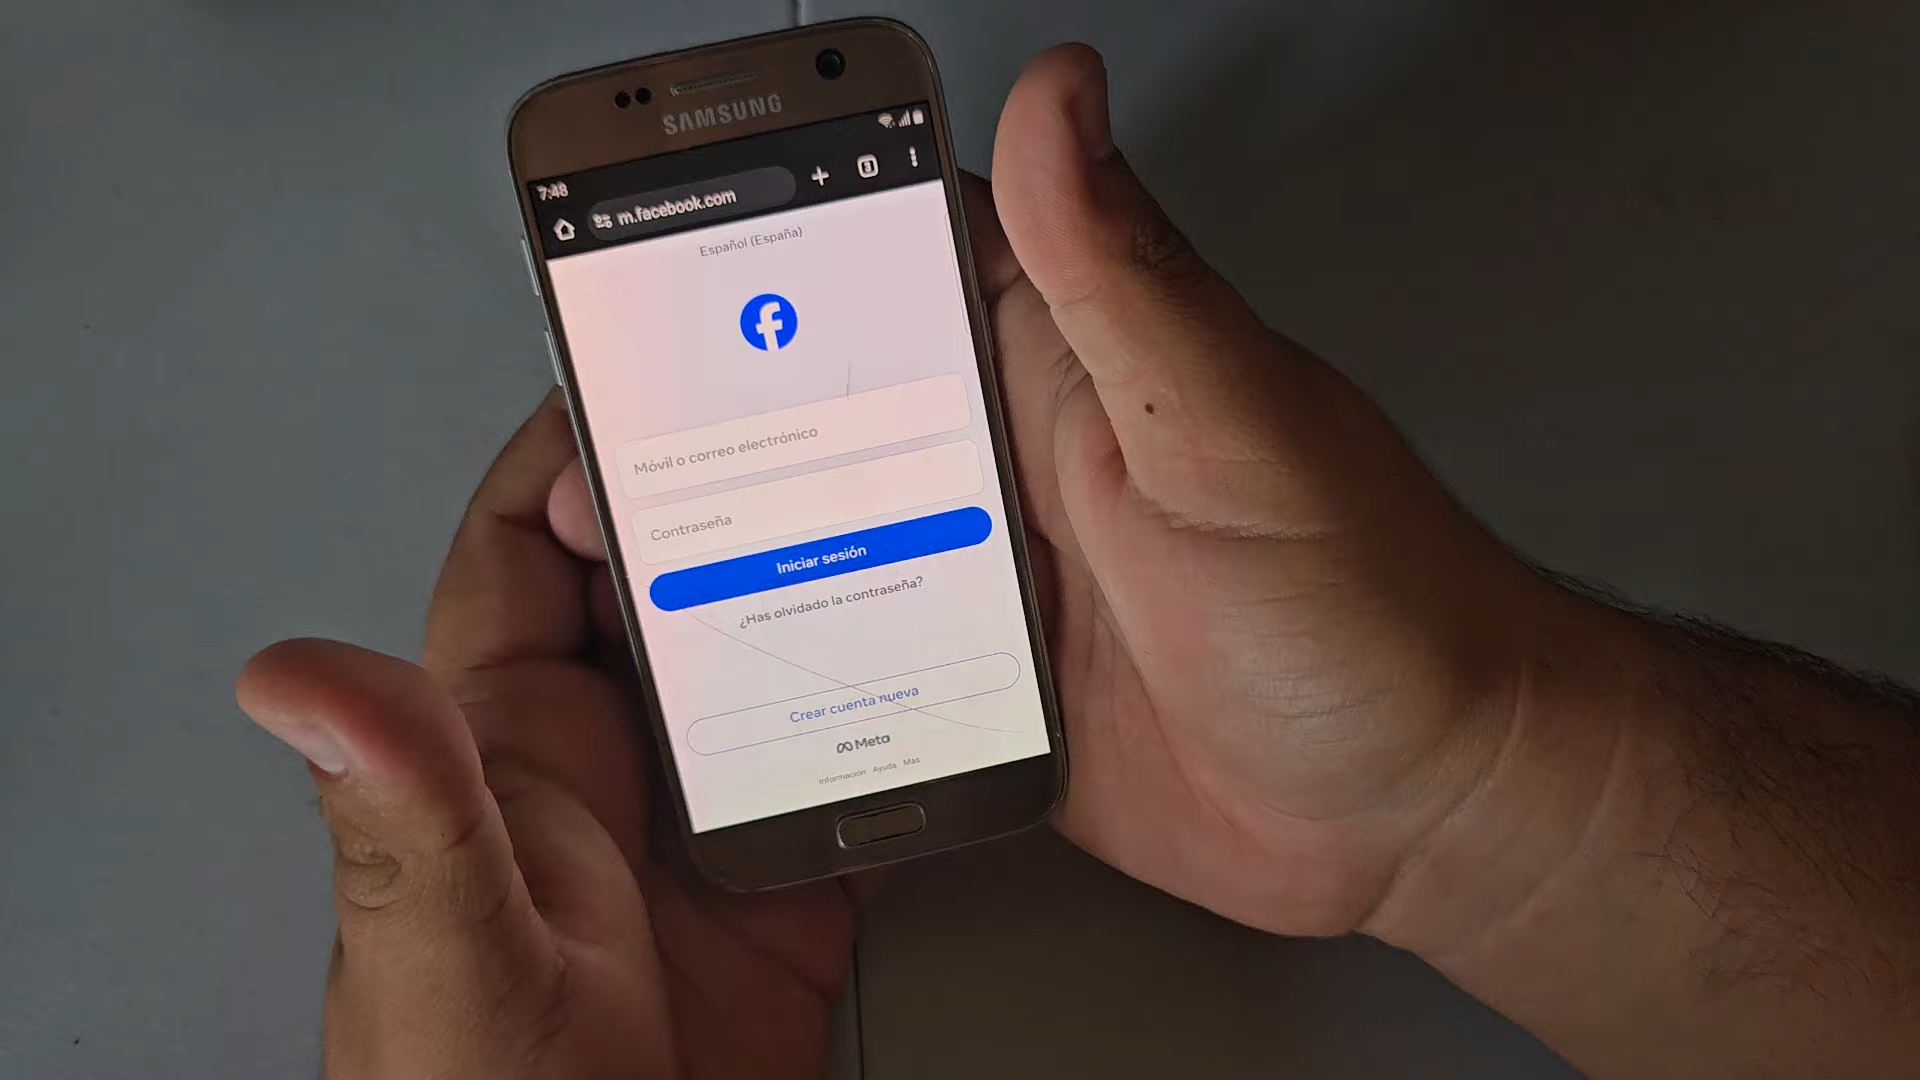 SAMSUNG
7:48
m.facebook.com
3
Español (España)
Móvil o correo electrónico
Contraseña
Iniciar sesión
¿Has olvidado la contraseña?
Crear cuenta nueva
Meta
Información Ayuda Más